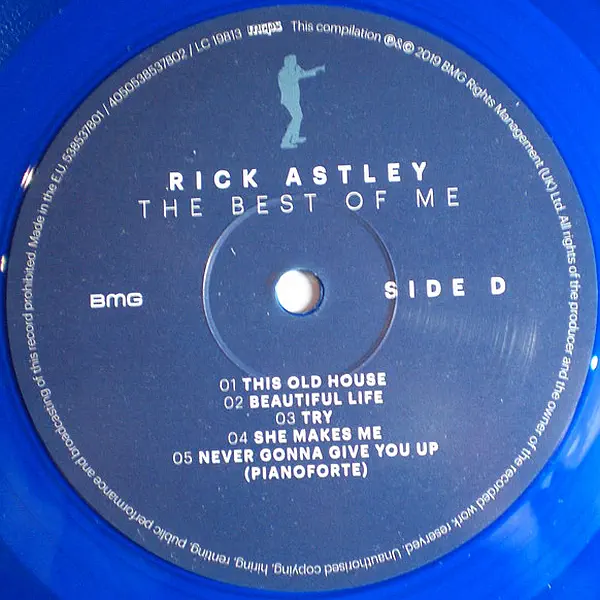 538537801 / 4050538537802 / LC 19813 mcps This compilation ℗&© 2019 BMG Rights Management (UK) Ltd. All rights of the producer and the owner of the recorded work reserved. Unauthorised copying, hiring, renting, public performance and broadcasting of this record prohibited. Made in the E.U.
RICK ASTLEY
THE BEST OF ME
BMG
SIDE D
01 THIS OLD HOUSE
02 BEAUTIFUL LIFE
03 TRY
04 SHE MAKES ME
05 NEVER GONNA GIVE YOU UP
(PIANOFORTE)